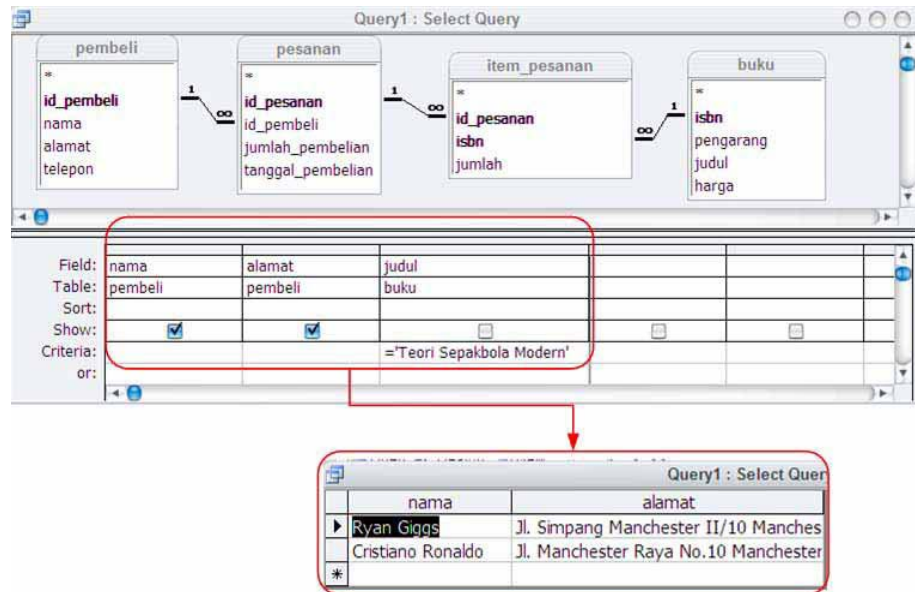 Query1 : Select Query
pembeli
*
id_pembeli
nama
alamat
telepon
1
∞
pesanan
*
id_pesanan
id_pembeli
jumlah_pembelian
tanggal_pembelian
1
∞
item_pesanan
*
id_pesanan
isbn
jumlah
∞
1
buku
*
isbn
pengarang
judul
harga
Field: nama alamat judul
Table: pembeli pembeli buku
Sort:
Show:
Criteria: ='Teori Sepakbola Modern'
or:
Query1 : Select Quer
nama alamat
Ryan Giggs Jl. Simpang Manchester II/10 Manches
Cristiano Ronaldo Jl. Manchester Raya No.10 Manchester
*